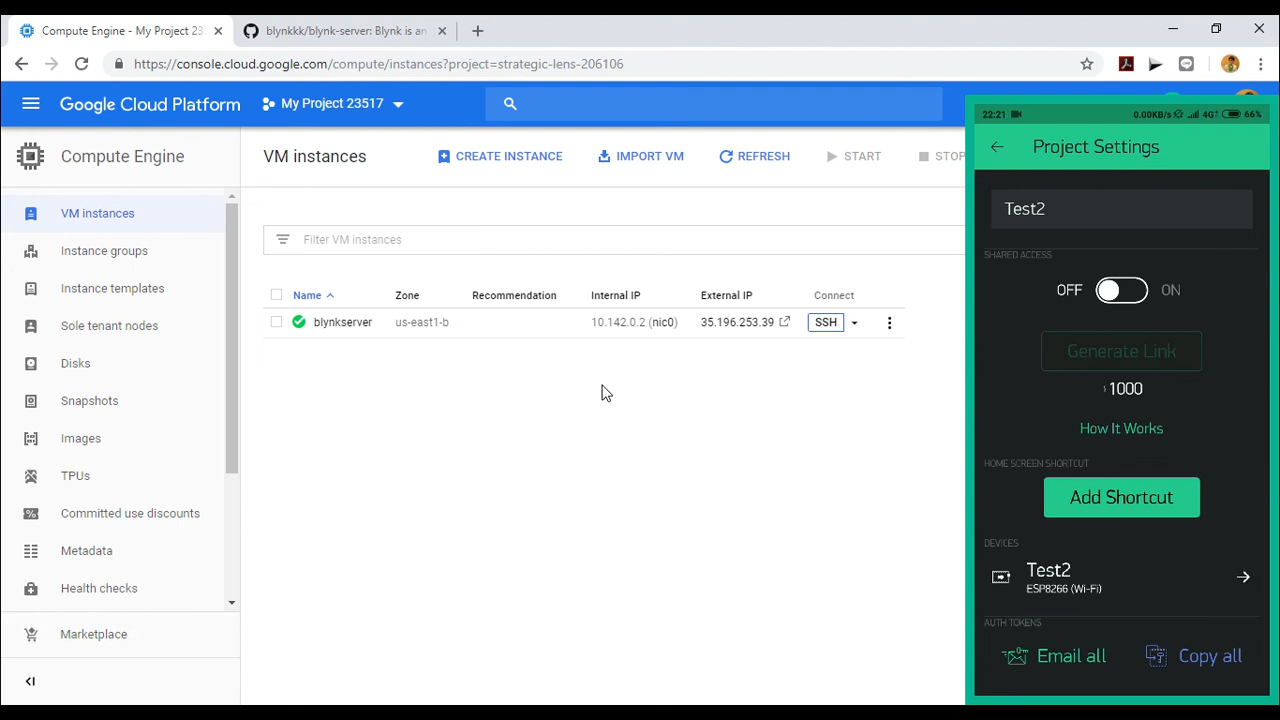 Compute Engine - My Project 23
blynkkk/blynk-server: Blynk is an
https://console.cloud.google.com/compute/instances?project=strategic-lens-206106
Google Cloud Platform
My Project 23517
Compute Engine
VM instances
CREATE INSTANCE
IMPORT VM
REFRESH
START
STOP
VM instances
Instance groups
Instance templates
Sole tenant nodes
Disks
Snapshots
Images
TPUs
Committed use discounts
Metadata
Health checks
Marketplace
Filter VM instances
Name Zone Recommendation Internal IP External IP Connect
blynkserver us-east1-b 10.142.0.2 (nic0) 35.196.253.39 SSH
22:21 0.00KB/s 4G+ 66%
Project Settings
Test2
SHARED ACCESS
OFF ON
Generate Link
1000
How It Works
HOME SCREEN SHORTCUT
Add Shortcut
DEVICES
Test2
ESP8266 (Wi-Fi)
AUTH TOKENS
Email all Copy all